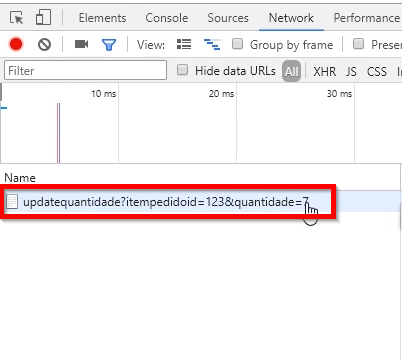 Elements Console Sources Network Performance
View: Group by frame Prese
Filter Hide data URLs All XHR JS CSS I
10 ms 20 ms 30 ms
Name
updatequantidade?itempedidoid=123&quantidade=7